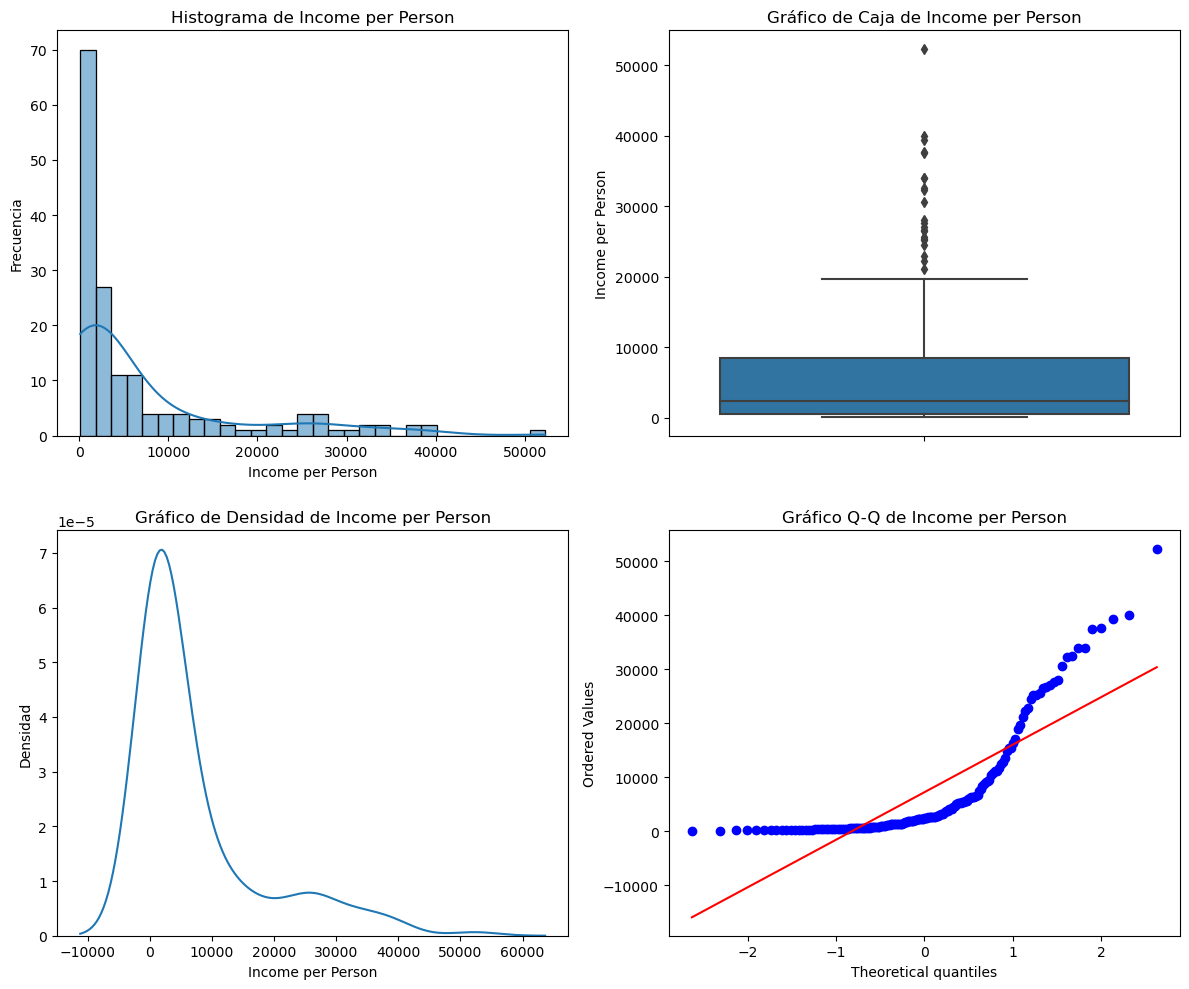 Histograma de Income per Person
70
60
50
40
30
20
10
0
Frecuencia
0 10000 20000 30000 40000 50000
Income per Person
Gráfico de Caja de Income per Person
50000
40000
30000
20000
10000
0
Income per Person
Gráfico de Densidad de Income per Person
1e−5
7
6
5
4
3
2
1
0
Densidad
−10000 0 10000 20000 30000 40000 50000 60000
Income per Person
Gráfico Q-Q de Income per Person
50000
40000
30000
20000
10000
0
−10000
Ordered Values
−2 −1 0 1 2
Theoretical quantiles